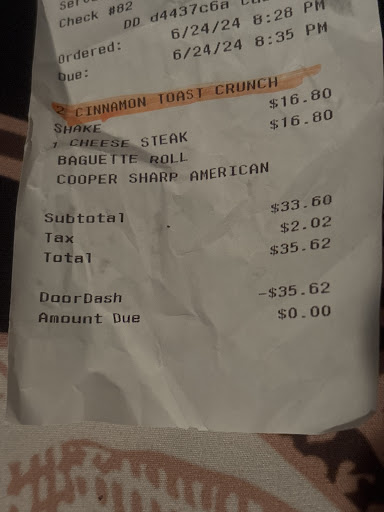 Check #82
DD d4437c6a
Ordered: 6/24/24 8:28 PM
Due: 6/24/24 8:35 PM
2 CINNAMON TOAST CRUNCH $16.80
SHAKE
1 CHEESE STEAK $16.80
BAGUETTE ROLL
COOPER SHARP AMERICAN
Subtotal $33.60
Tax $2.02
Total $35.62
DoorDash -$35.62
Amount Due $0.00